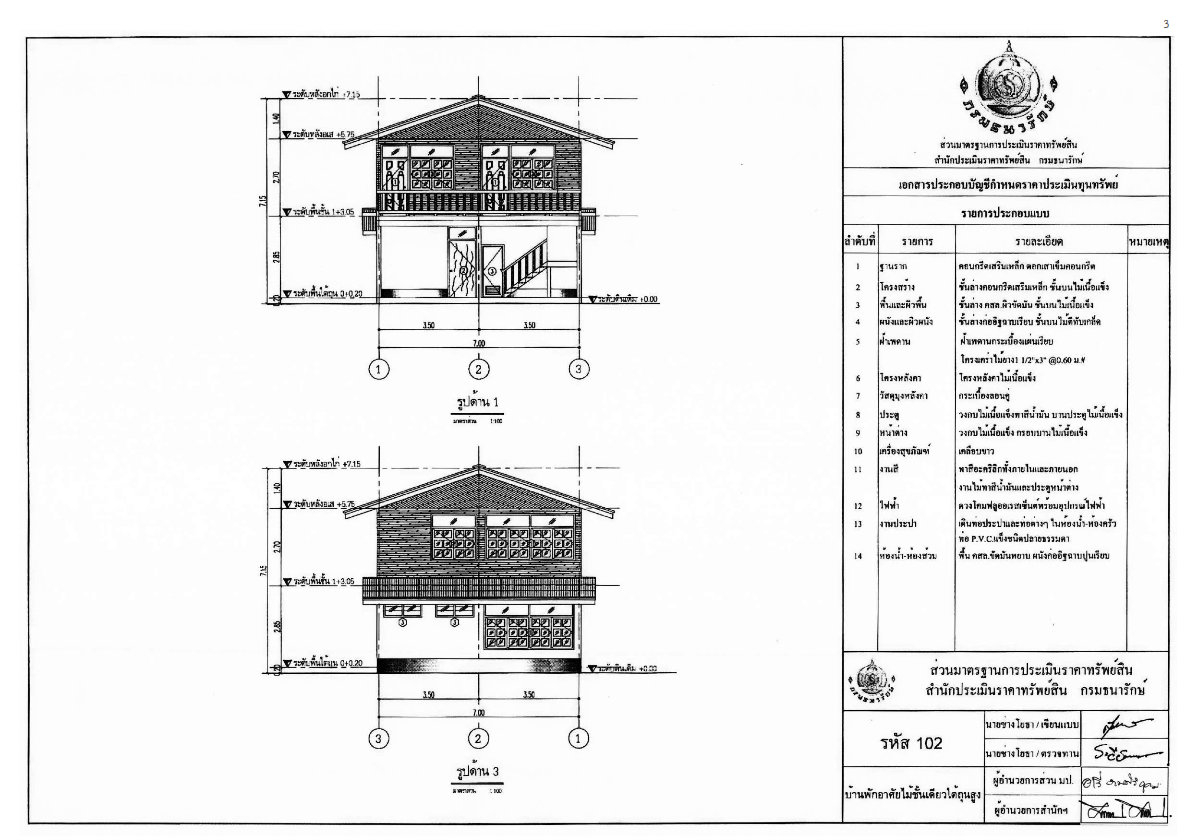 3
ระดับหลังอกไก่ +7.15
ระดับหลังอเส +5.75
ระดับพื้นชั้น 1+3.05
ระดับพื้นใต้ถุน 0+0.20
ระดับดินเดิม +0.00
1.40
2.70
7.15
2.85
0.20
3.50
3.50
7.00
1
2
3
3
รูปด้าน 1
มาตราส่วน 1:100
ระดับหลังอกไก่ +7.15
ระดับหลังอเส +5.75
ระดับพื้นชั้น 1+3.05
ระดับพื้นใต้ถุน 0+0.20
ระดับดินเดิม +0.00
1.40
2.70
7.15
2.85
0.20
3
3
3.50
3.50
7.00
3
2
1
รูปด้าน 3
มาตราส่วน 1:100
กรมธนารักษ์
ส่วนมาตรฐานการประเมินราคาทรัพย์สิน
สำนักประเมินราคาทรัพย์สิน กรมธนารักษ์
เอกสารประกอบบัญชีกำหนดราคาประเมินทุนทรัพย์
รายการประกอบแบบ
ลำดับที่ รายการ รายละเอียด หมายเหตุ
1 ฐานราก คอนกรีตเสริมเหล็ก ตอกเสาเข็มคอนกรีต
2 โครงสร้าง ชั้นล่างคอนกรีตเสริมเหล็ก ชั้นบนไม้เนื้อแข็ง
3 พื้นและผิวพื้น ชั้นล่าง คสล.ผิวขัดมัน ชั้นบนไม้เนื้อแข็ง
4 ผนังและผิวผนัง ชั้นล่างก่ออิฐฉาบเรียบ ชั้นบนไม้ตีทับเกล็ด
5 ฝ้าเพดาน ฝ้าเพดานกระเบื้องแผ่นเรียบ
โครงเคร่าไม้ยาง1 1/2"x3" @0.60 ม.#
6 โครงหลังคา โครงหลังคาไม้เนื้อแข็ง
7 วัสดุมุงหลังคา กระเบื้องลอนคู่
8 ประตู วงกบไม้เนื้อแข็งทาสีน้ำมัน บานประตูไม้เนื้อแข็ง
9 หน้าต่าง วงกบไม้เนื้อแข็ง กรอบบานไม้เนื้อแข็ง
10 เครื่องสุขภัณฑ์ เคลือบขาว
11 งานสี ทาสีอะครีลิกทั้งภายในและภายนอก
งานไม้ทาสีน้ำมันและประตูหน้าต่าง
12 ไฟฟ้า ดวงโคมฟลูออเรสเซ็นต์พร้อมอุปกรณ์ไฟฟ้า
13 งานประปา เดินท่อประปาและท่อต่างๆ ในห้องน้ำ-ห้องครัว
ท่อ P.V.C.แข็งชนิดปลายธรรมดา
14 ห้องน้ำ-ห้องส้วม พื้น คสล.ขัดมันหยาบ ผนังก่ออิฐฉาบปูนเรียบ
ส่วนมาตรฐานการประเมินราคาทรัพย์สิน
สำนักประเมินราคาทรัพย์สิน กรมธนารักษ์
รหัส 102
นายช่างโยธา / เขียนแบบ
นายช่างโยธา / ตรวจทาน
บ้านพักอาศัยไม้ชั้นเดียวใต้ถุนสูง
ผู้อำนวยการส่วน มป.
ผู้อำนวยการสำนักฯ